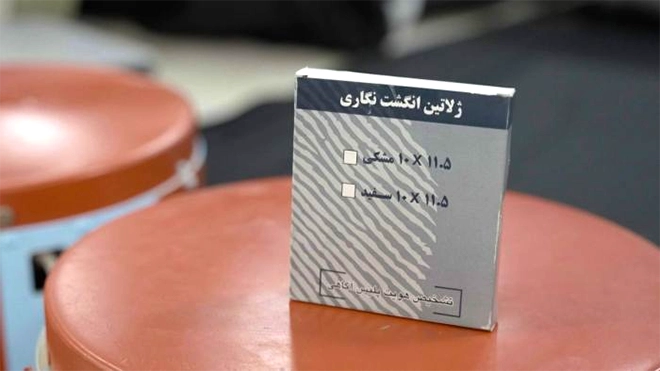 ژلاتین انگشت نگاری
۱۰ X ۱۱.۵ مشکی
۱۰ X ۱۱.۵ سفید
تشخیص هویت پلیس آگاهی